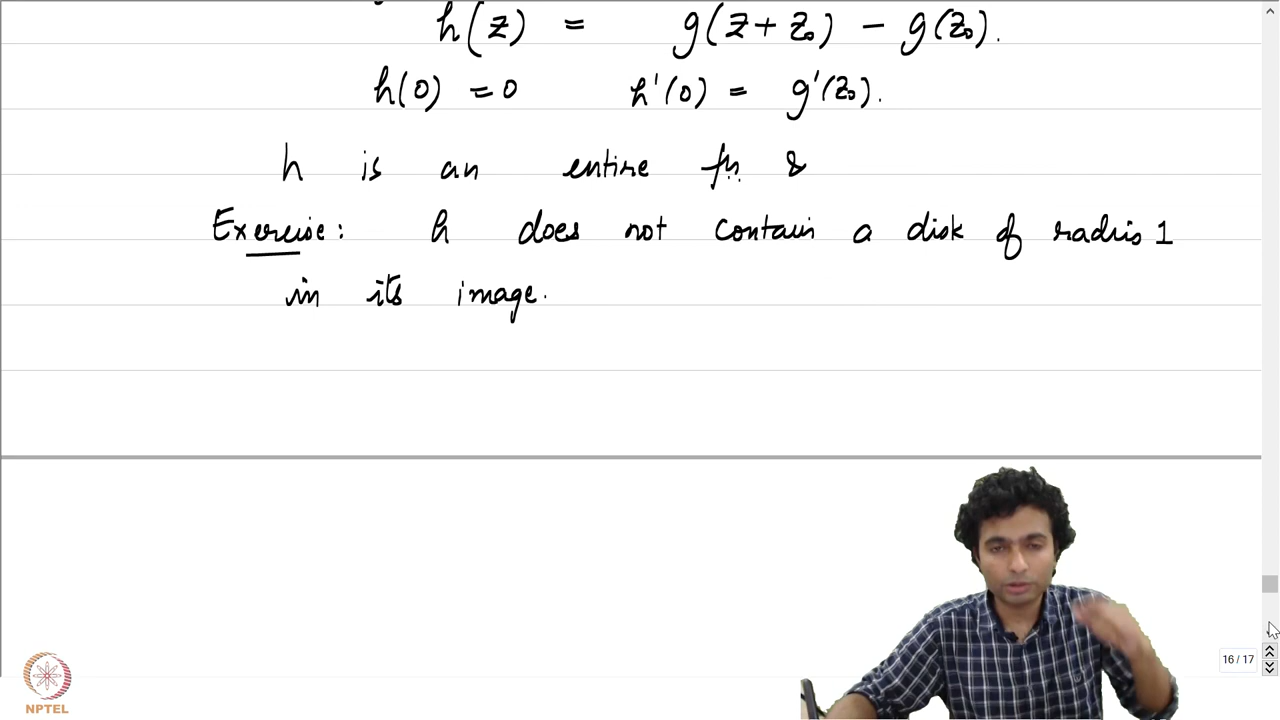 h(z) = g(z + z₀) − g(z₀).
h(0) = 0 h'(0) = g'(z₀).
h is an entire fn. &
Exercise: h does not contain a disk of radius 1
in its image.
16 / 17
NPTEL